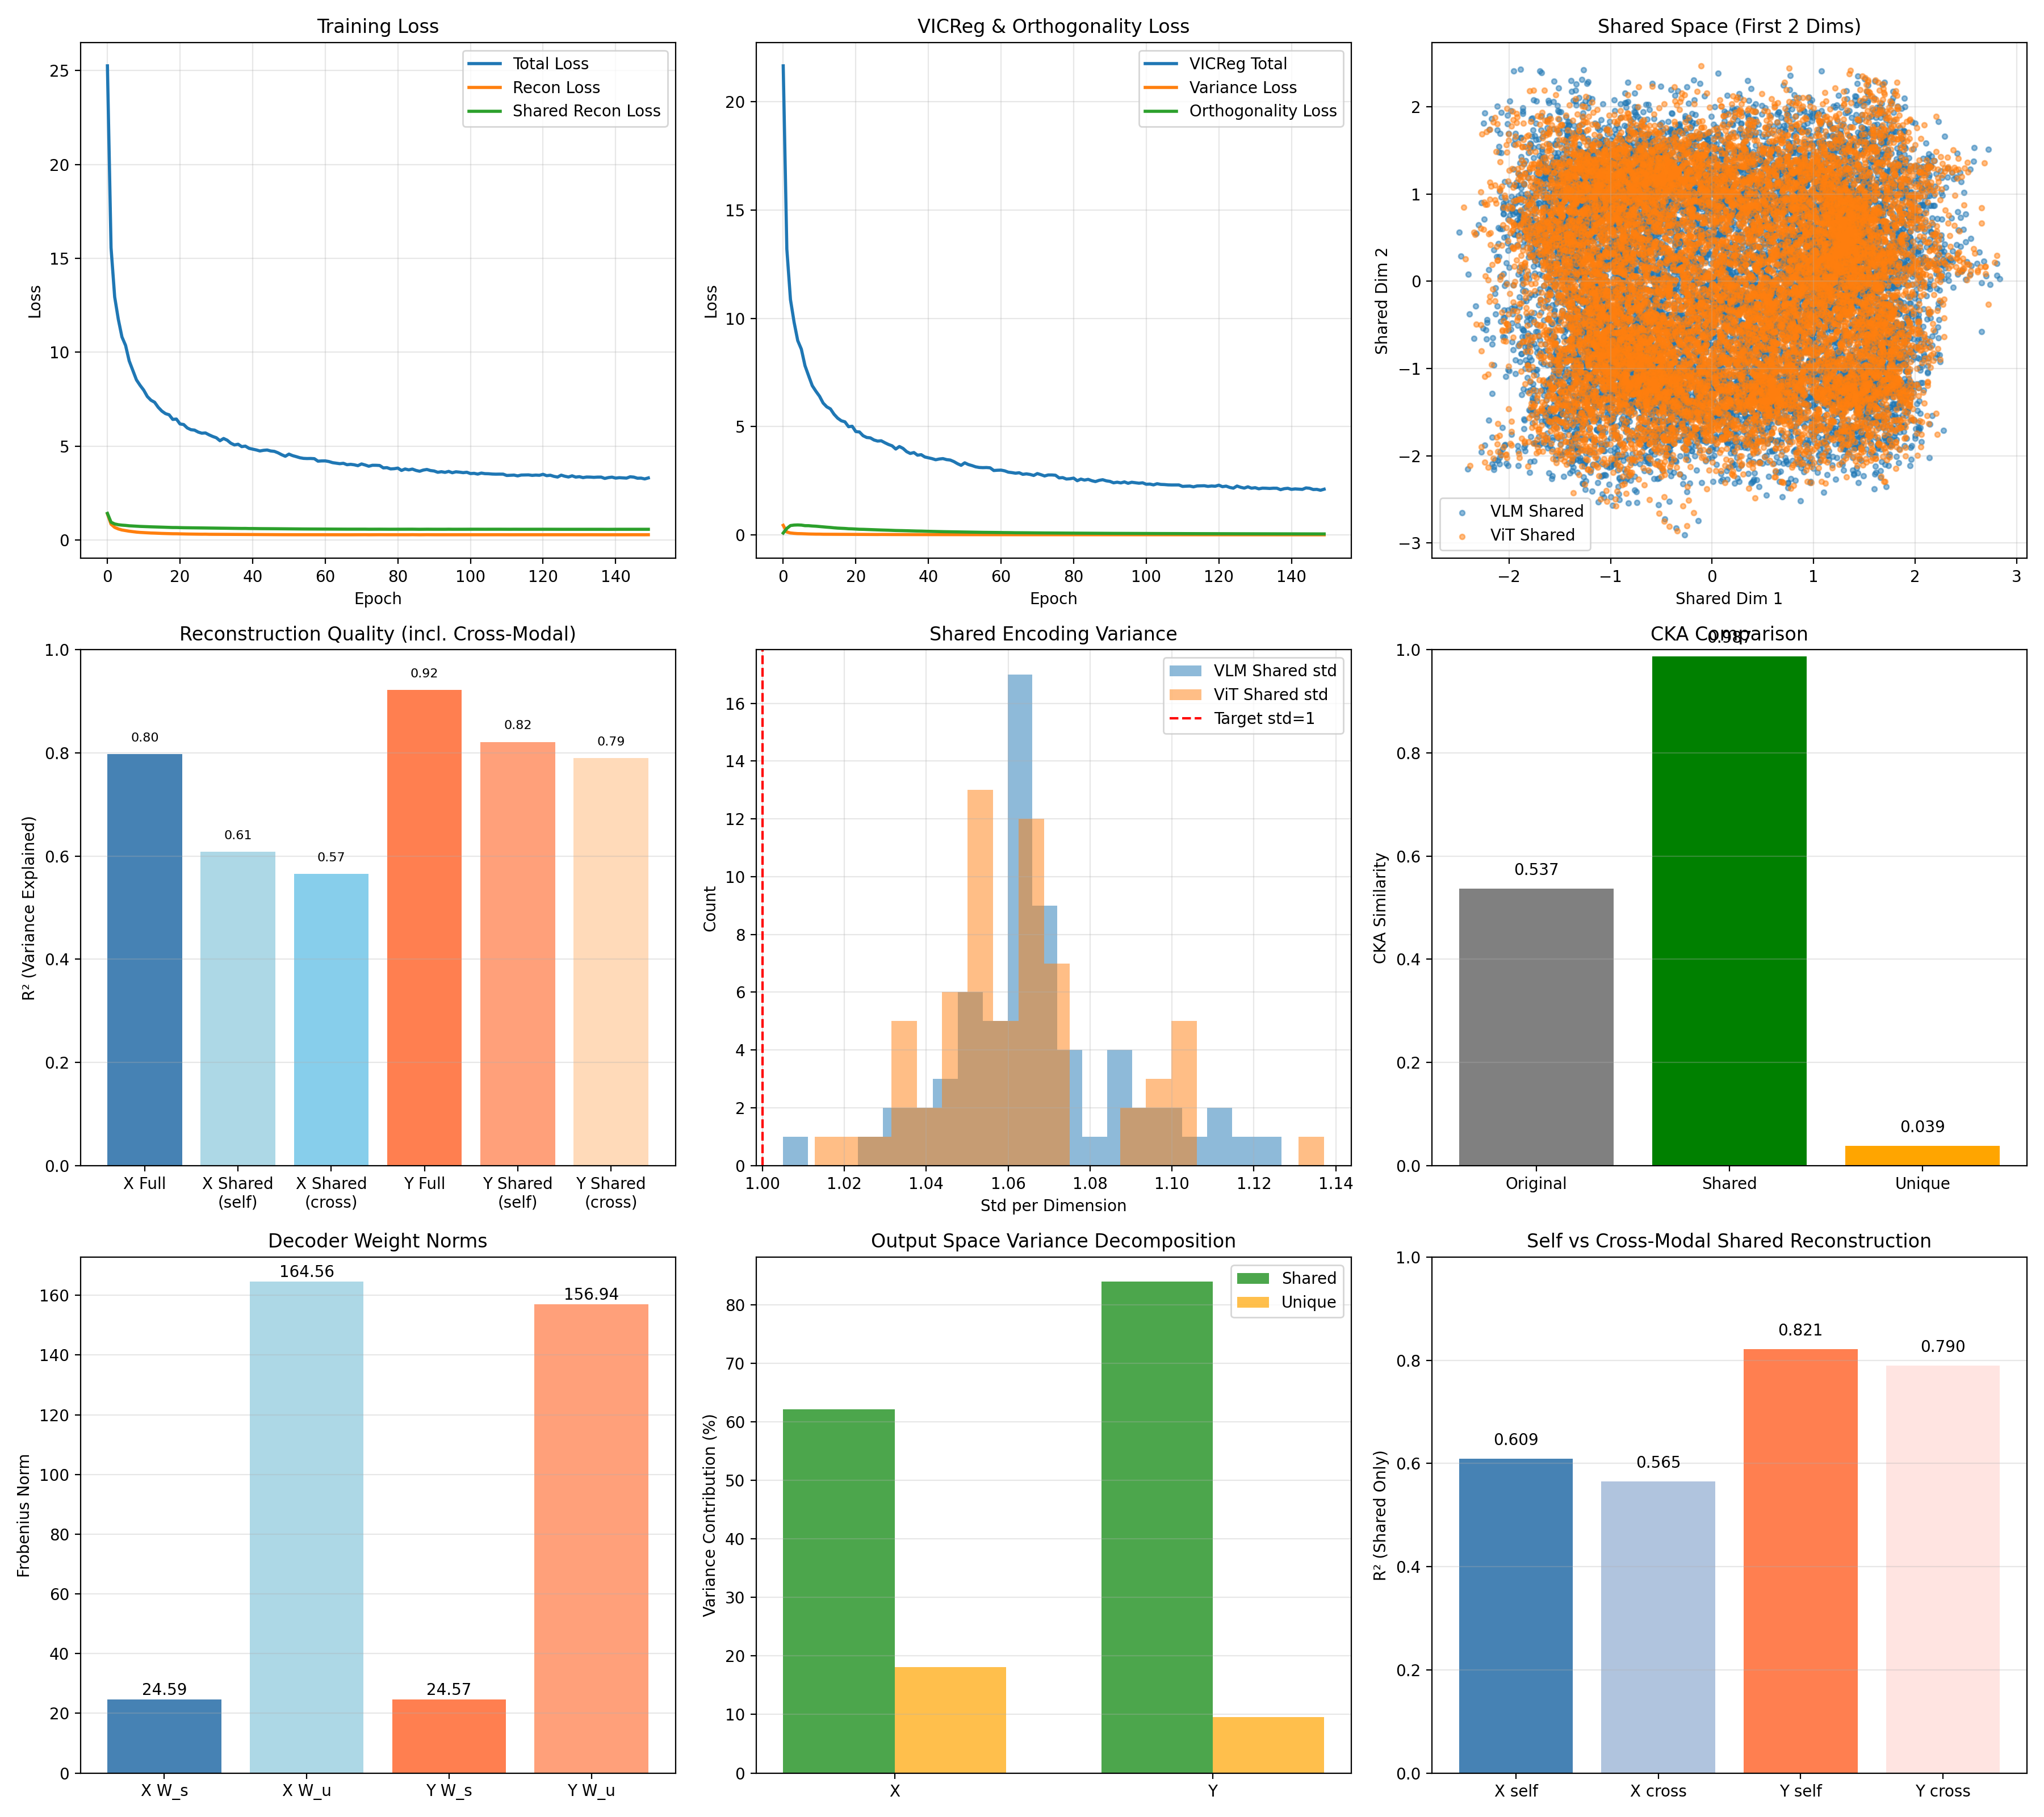 Training Loss
Loss
25
20
15
10
5
0
0 20 40 60 80 100 120 140
Epoch
Total Loss
Recon Loss
Shared Recon Loss
VICReg & Orthogonality Loss
Loss
20
15
10
5
0
0 20 40 60 80 100 120 140
Epoch
VICReg Total
Variance Loss
Orthogonality Loss
Shared Space (First 2 Dims)
Shared Dim 2
2
1
0
−1
−2
−3
−2 −1 0 1 2 3
Shared Dim 1
VLM Shared
ViT Shared
Reconstruction Quality (incl. Cross-Modal)
R² (Variance Explained)
1.0
0.8
0.6
0.4
0.2
0.0
0.80
0.61
0.57
0.92
0.82
0.79
X Full
X Shared
(self)
X Shared
(cross)
Y Full
Y Shared
(self)
Y Shared
(cross)
Shared Encoding Variance
Count
16
14
12
10
8
6
4
2
0
1.00 1.02 1.04 1.06 1.08 1.10 1.12 1.14
Std per Dimension
VLM Shared std
ViT Shared std
Target std=1
CKA Comparison
0.987
CKA Similarity
1.0
0.8
0.6
0.4
0.2
0.0
0.537
0.039
Original Shared Unique
Decoder Weight Norms
Frobenius Norm
160
140
120
100
80
60
40
20
0
24.59
164.56
24.57
156.94
X W_s X W_u Y W_s Y W_u
Output Space Variance Decomposition
Variance Contribution (%)
80
70
60
50
40
30
20
10
0
X Y
Shared
Unique
Self vs Cross-Modal Shared Reconstruction
R² (Shared Only)
1.0
0.8
0.6
0.4
0.2
0.0
0.609
0.565
0.821
0.790
X self X cross Y self Y cross